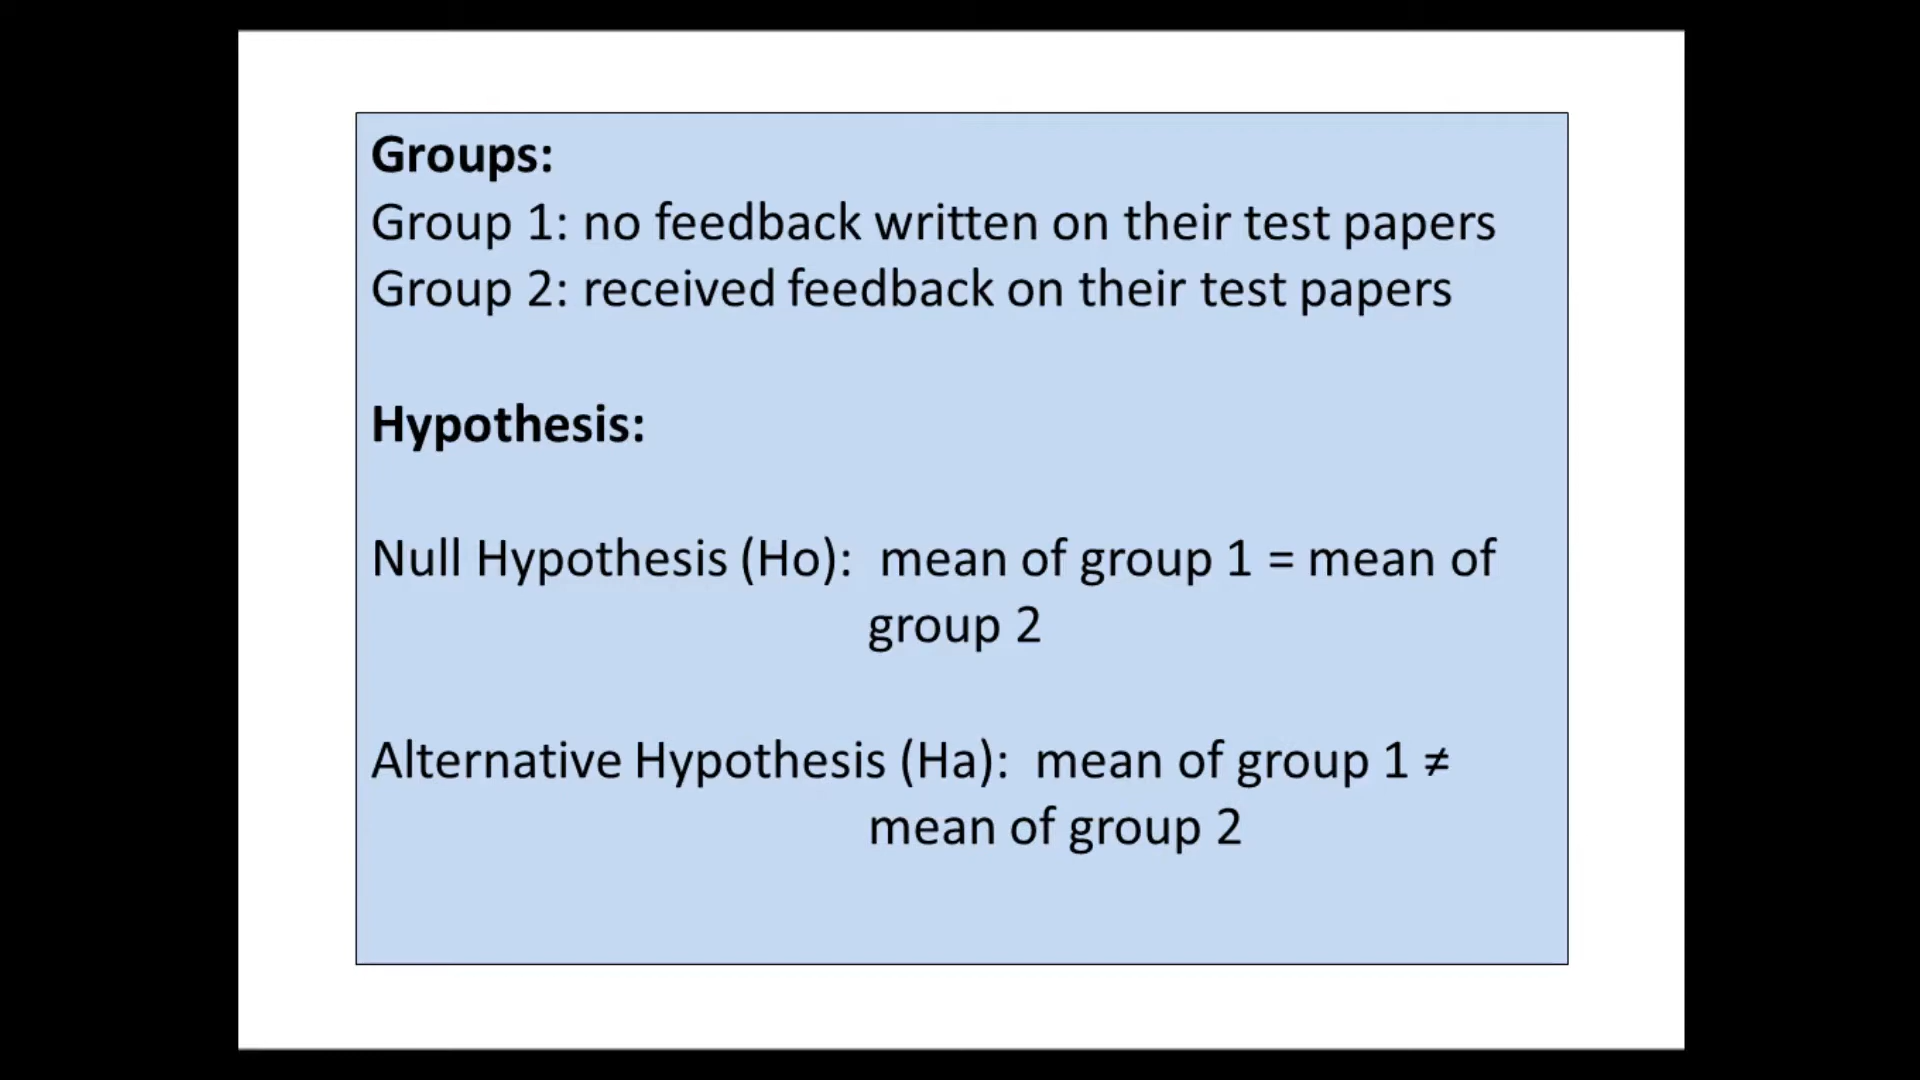 Groups:
Group 1: no feedback written on their test papers
Group 2: received feedback on their test papers
Hypothesis:
Null Hypothesis (Ho): mean of group 1 = mean of
group 2
Alternative Hypothesis (Ha): mean of group 1 ≠
mean of group 2